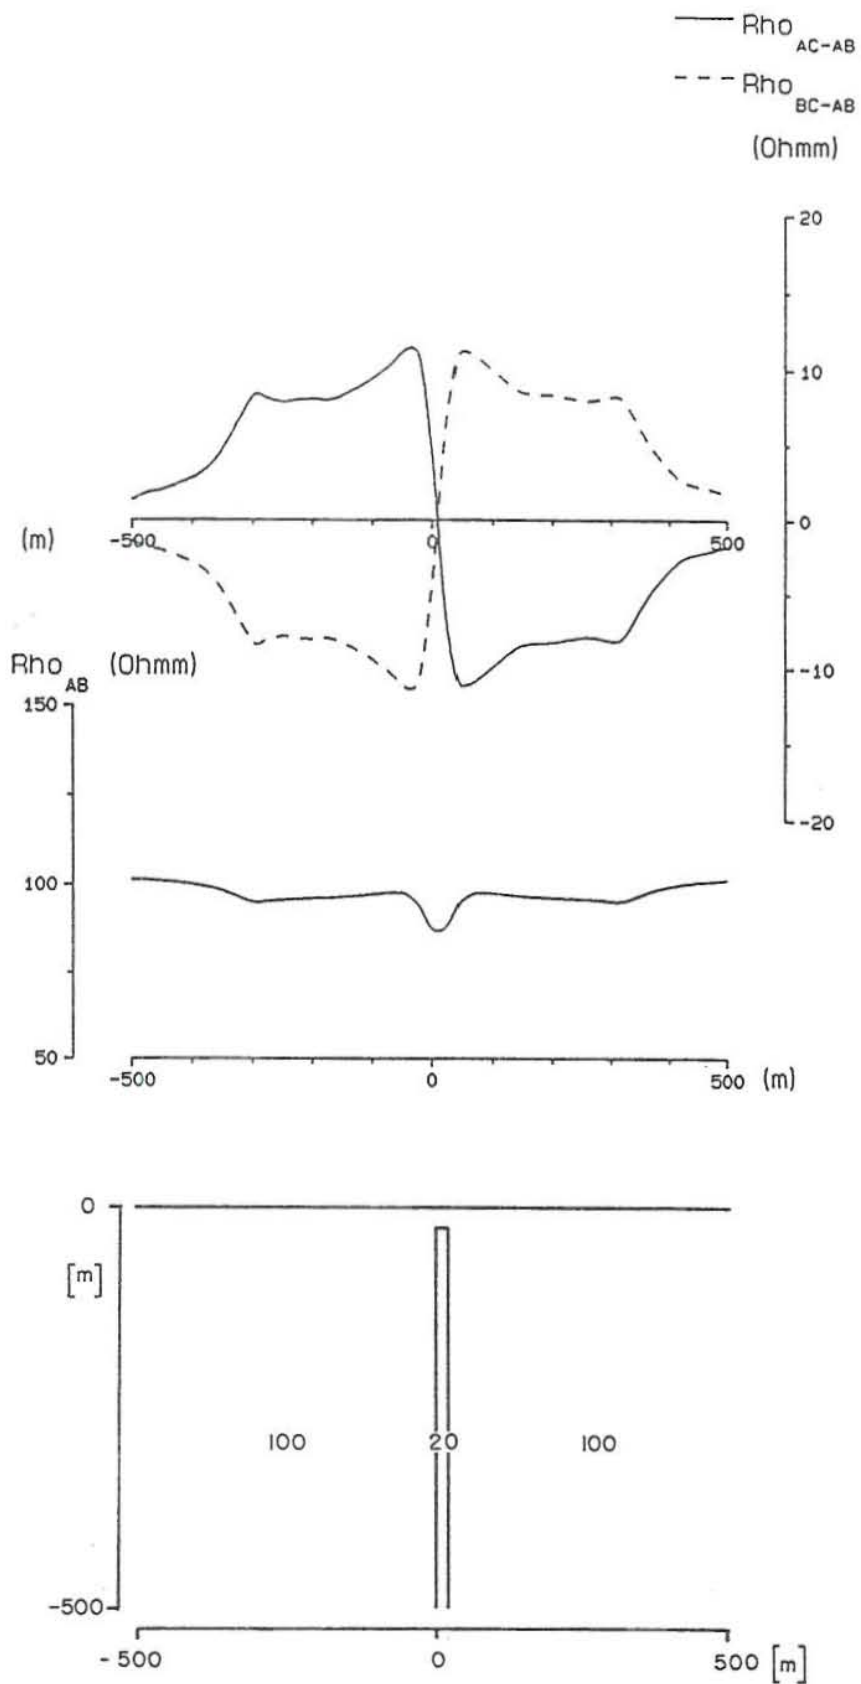 Rho AC-AB
Rho BC-AB
(Ohmm)
20
10
0
-10
-20
(m) -500 0 500
Rho AB (Ohmm)
150
100
50
-500 0 500 (m)
0
[m]
100 20 100
-500
-500 0 500 [m]